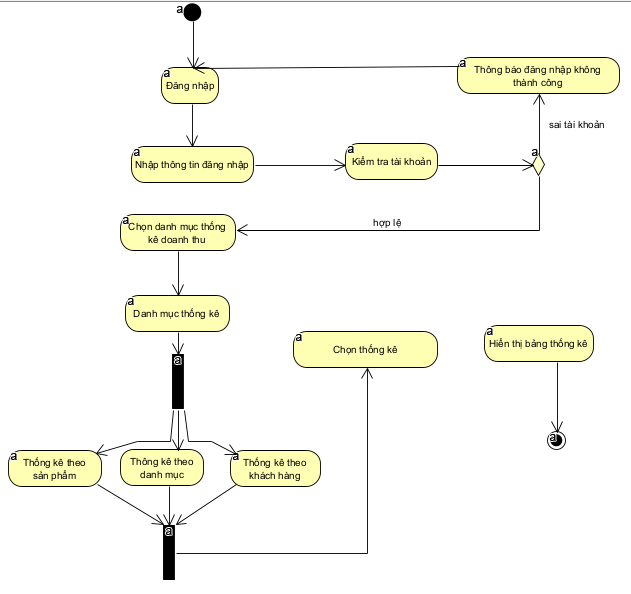 a
a
Đăng nhập
a
Thông báo đăng nhập không
thành công
sai tài khoản
a
Nhập thông tin đăng nhập
a
Kiểm tra tài khoản
a
hợp lệ
a
Chọn danh mục thống
kê doanh thu
a
Danh mục thống kê
a
Chọn thống kê
a
Hiển thị bảng thống kê
a
a
a
Thống kê theo
sản phẩm
Thông kê theo
danh mục
a
Thống kê theo
khách hàng
a